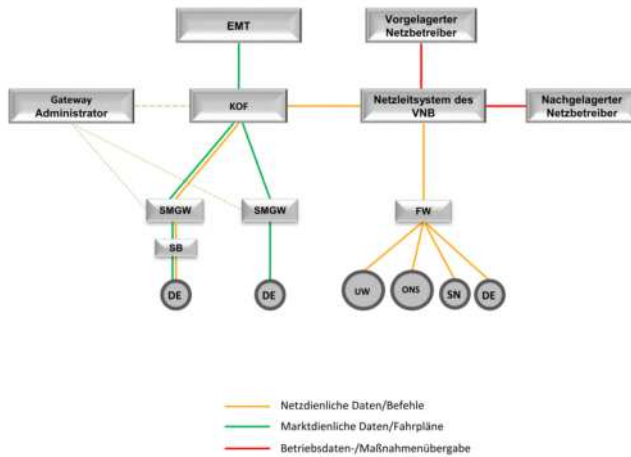 EMT
Vorgelagerter
Netzbetreiber
Gateway
Administrator
KOF
Netzleitsystem des
VNB
Nachgelagerter
Netzbetreiber
SMGW
SMGW
FW
SB
DE
DE
UW
ONS
SN
DE
Netzdienliche Daten/Befehle
Marktdienliche Daten/Fahrpläne
Betriebsdaten-/Maßnahmenübergabe